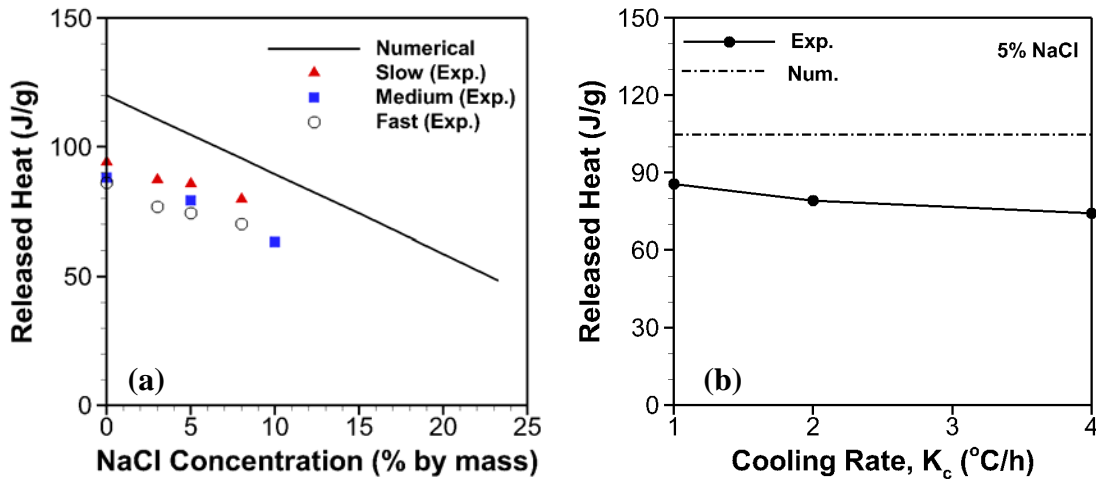 150
100
50
0
Released Heat (J/g)
Numerical
Slow (Exp.)
Medium (Exp.)
Fast (Exp.)
(a)
0 5 10 15 20 25
NaCl Concentration (% by mass)
150
120
90
60
30
0
Released Heat (J/g)
Exp.
Num.
5% NaCl
(b)
1 2 3 4
Cooling Rate, K_c (°C/h)